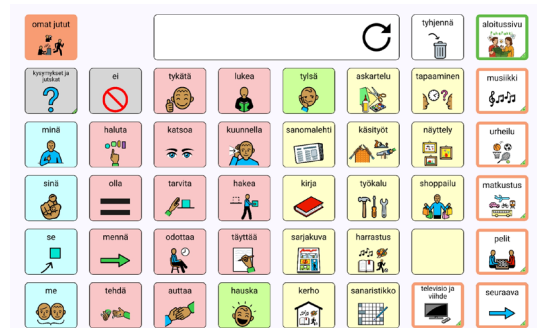 omat jutut
tyhjennä
aloitussivu
kysymykset ja
jutskat
ei
tykätä
lukea
tylsä
askartelu
tapaaminen
musiikki
minä
haluta
katsoa
kuunnella
sanomalehti
käsityöt
näyttely
urheilu
sinä
olla
tarvita
hakea
kirja
työkalu
shoppailu
matkustus
se
mennä
odottaa
täyttää
sarjakuva
harrastus
pelit
me
tehdä
auttaa
hauska
kerho
sanaristikko
televisio ja
viihde
seuraava